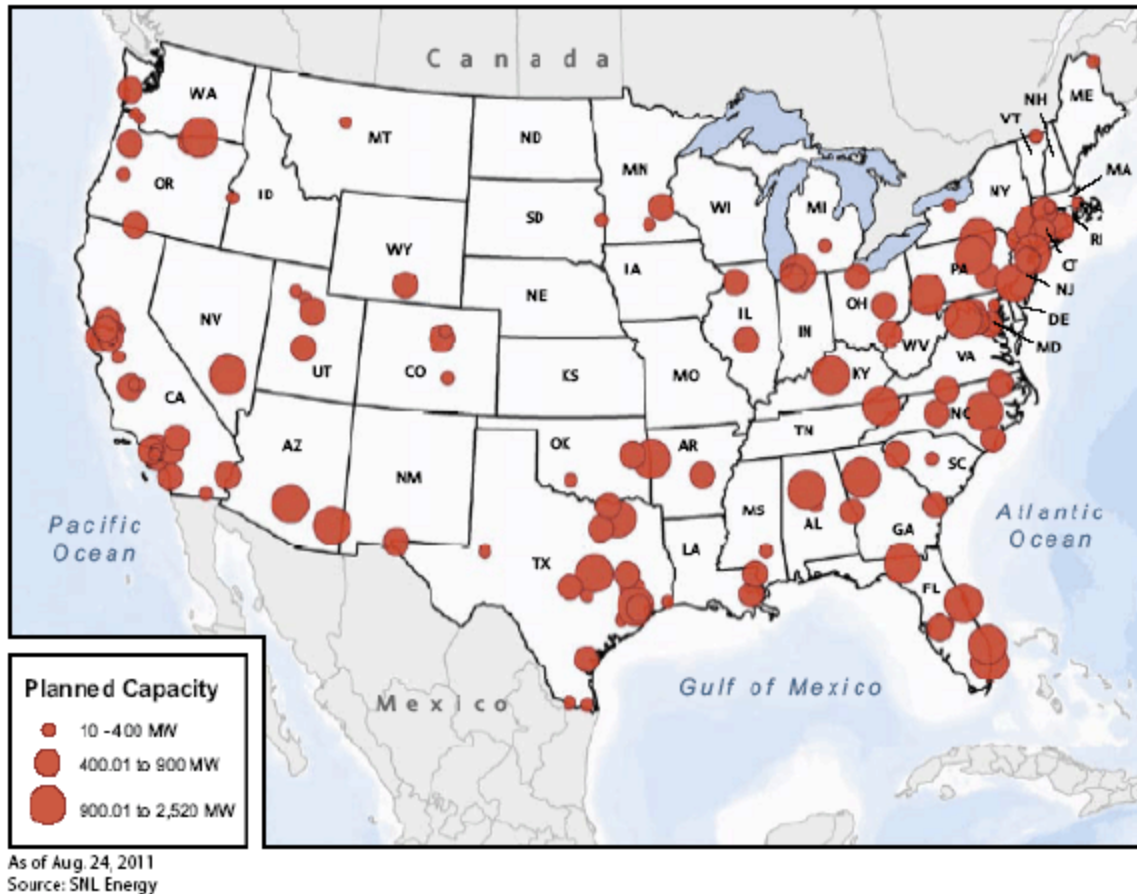 Canada
WA
MT
ND
MN
VT
NH
ME
OR
ID
SD
WI
MI
NY
MA
WY
IA
RI
NE
PA
CT
NJ
NV
UT
CO
IL
IN
OH
WV
DE
MD
KS
MO
KY
VA
CA
AZ
NM
OK
AR
TN
NC
SC
Pacific
Ocean
TX
LA
MS
AL
GA
Atlantic
Ocean
FL
Mexico
Gulf of Mexico
Planned Capacity
10 -400 MW
400.01 to 900 MW
900.01 to 2,520 MW
As of Aug. 24, 2011
Source: SNL Energy